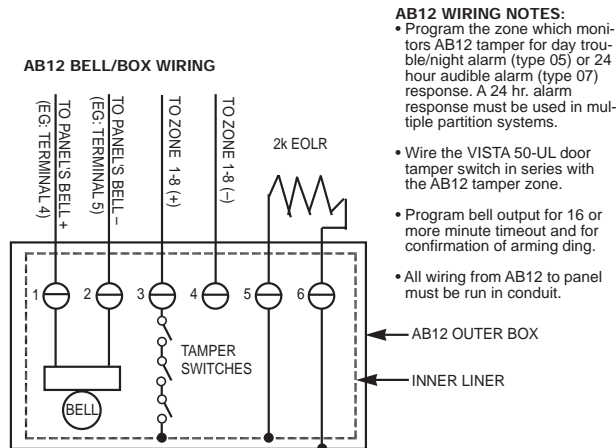 AB12 BELL/BOX WIRING
TO PANEL'S BELL +
(EG: TERMINAL 4)
TO PANEL'S BELL –
(EG: TERMINAL 5)
TO ZONE 1-8 (+)
TO ZONE 1-8 (–)
2k EOLR
1
2
3
4
5
6
TAMPER
SWITCHES
BELL
AB12 OUTER BOX
INNER LINER
AB12 WIRING NOTES:
• Program the zone which moni-
tors AB12 tamper for day trou-
ble/night alarm (type 05) or 24
hour audible alarm (type 07)
response. A 24 hr. alarm
response must be used in mul-
tiple partition systems.
• Wire the VISTA 50-UL door
tamper switch in series with
the AB12 tamper zone.
• Program bell output for 16 or
more minute timeout and for
confirmation of arming ding.
• All wiring from AB12 to panel
must be run in conduit.